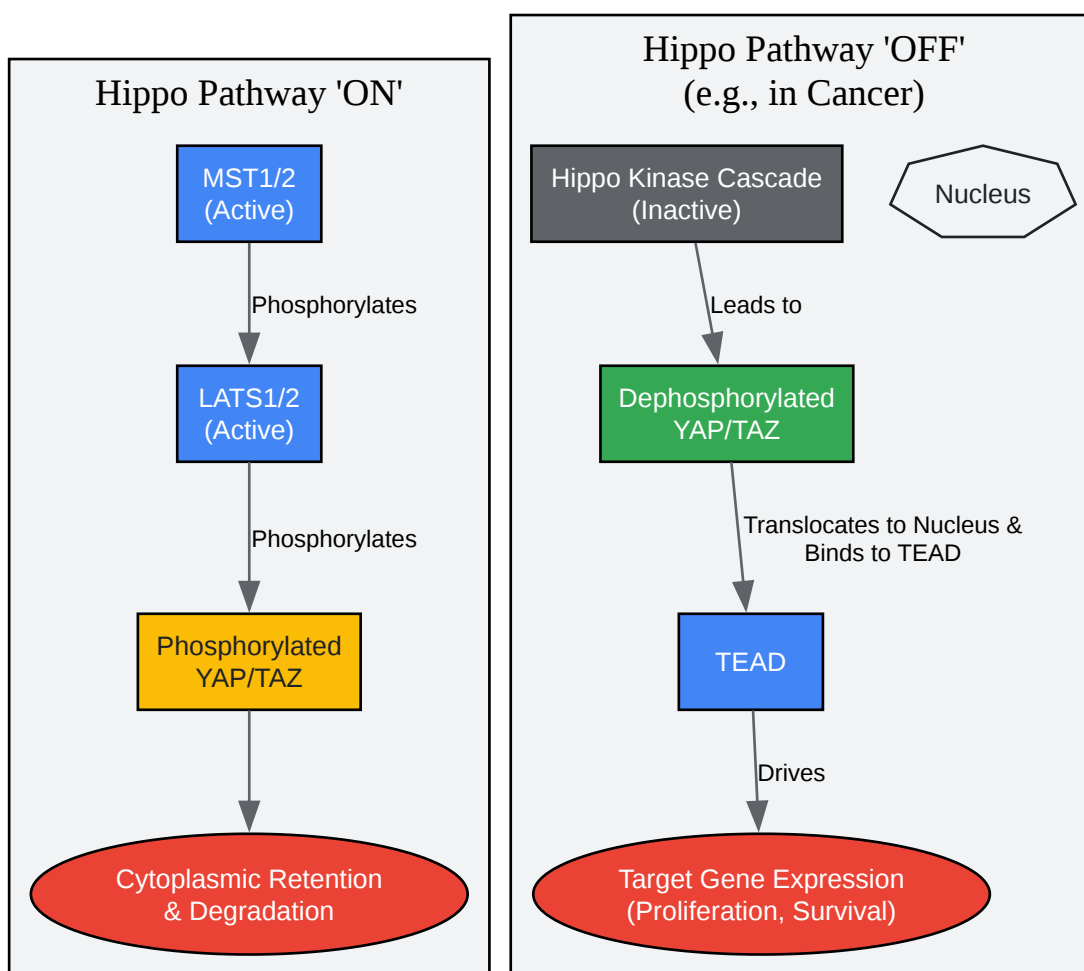 Hippo Pathway 'ON'
MST1/2
(Active)
Phosphorylates
LATS1/2
(Active)
Phosphorylates
Phosphorylated
YAP/TAZ
Cytoplasmic Retention
& Degradation
Hippo Pathway 'OFF'
(e.g., in Cancer)
Hippo Kinase Cascade
(Inactive)
Nucleus
Leads to
Dephosphorylated
YAP/TAZ
Translocates to Nucleus &
Binds to TEAD
TEAD
Drives
Target Gene Expression
(Proliferation, Survival)